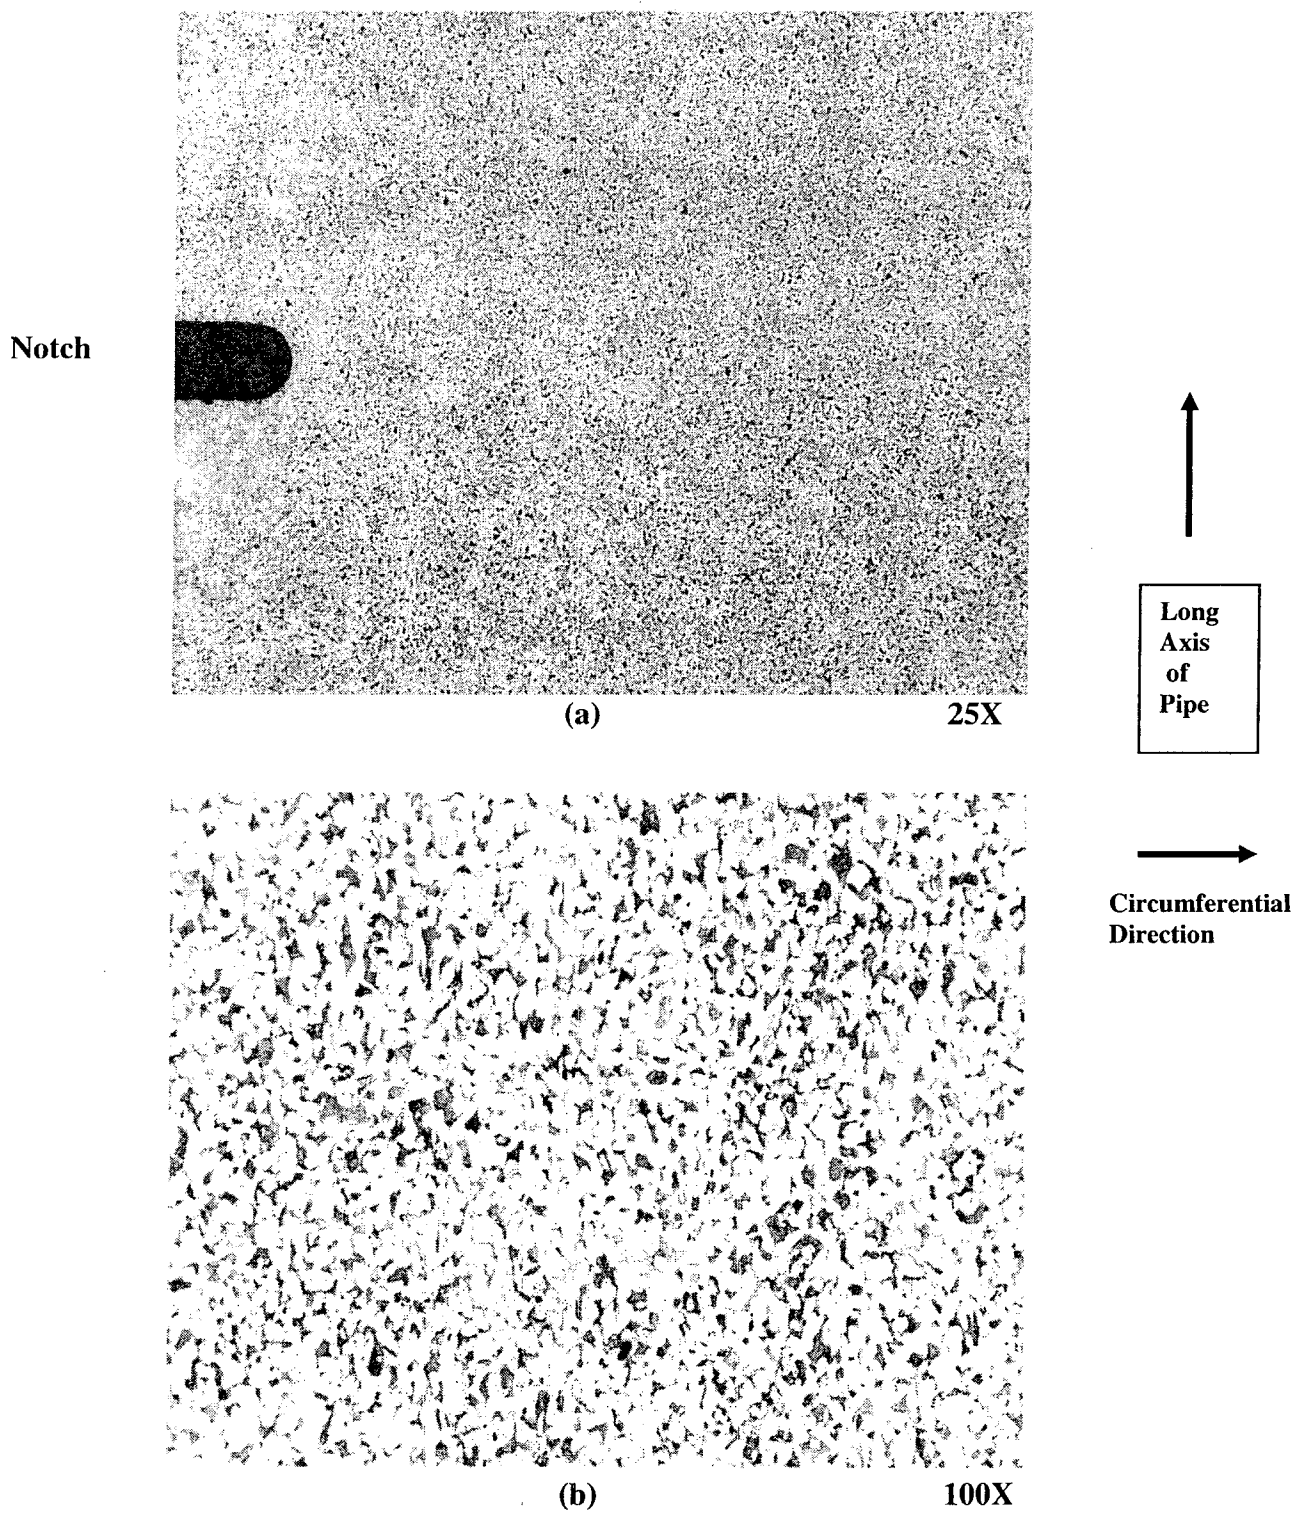 Notch
(a)
25X
Long
Axis
of
Pipe
Circumferential
Direction
(b)
100X